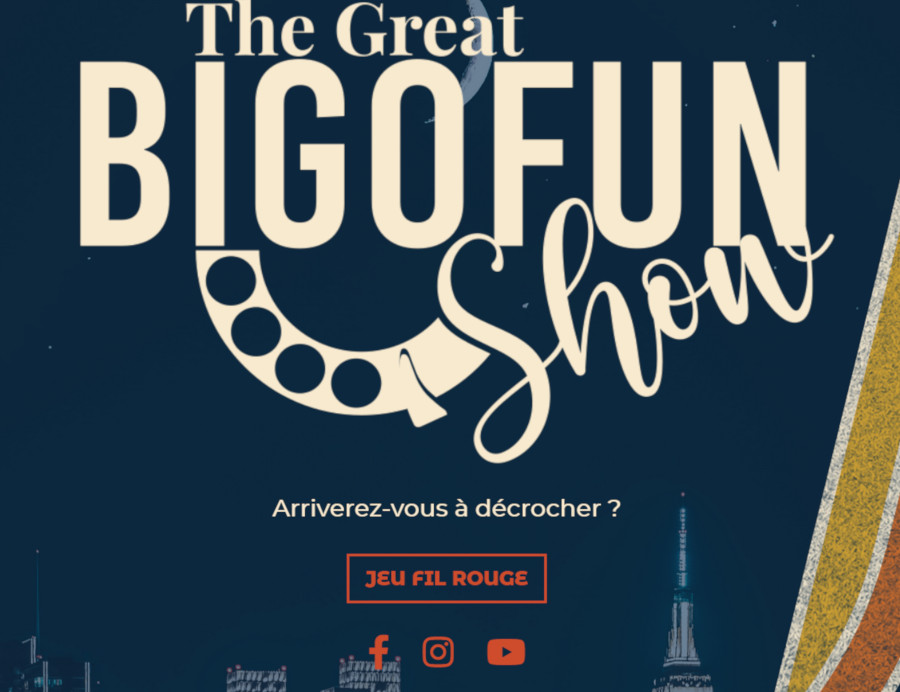 The Great
BIGOFUN
Show
Arriverez-vous à décrocher ?
JEU FIL ROUGE